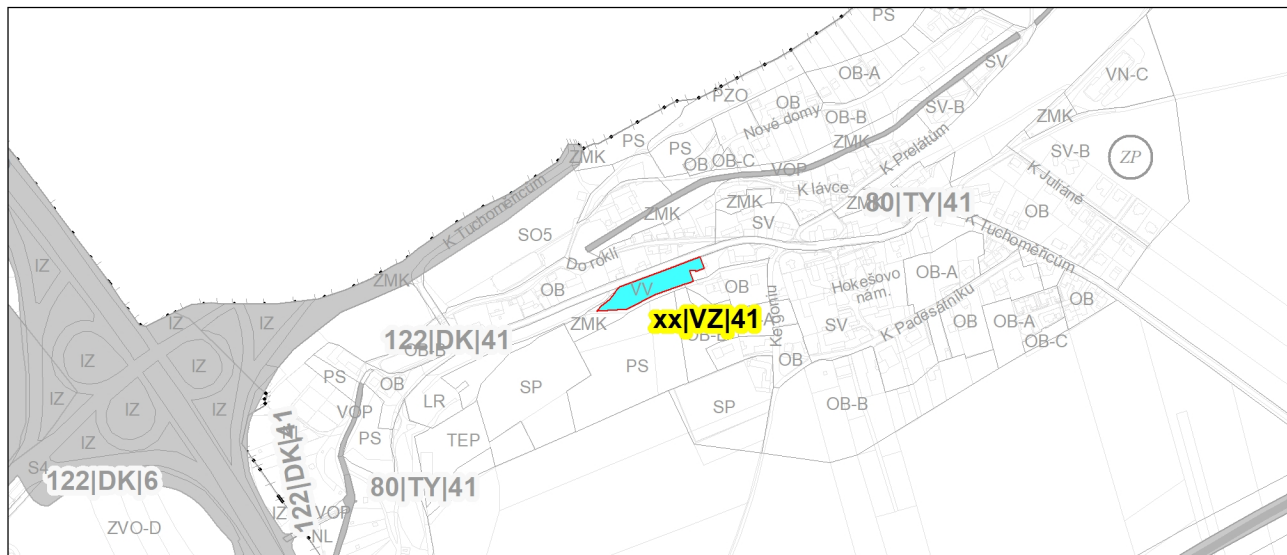 PS
OB-A
SV
VN-C
PZO
OB
SV-B
Nové domy
OB-B
ZMK
ZMK
PS
PS
ZMK
SV-B
ZP
ZMK
OB
OB-C
VOP
K Prelátům
K Juliáně
K lávce
K Tuchoměřicům
ZMK
ZMK
ZMK
80|TY|41
OB
SO5
SV
K Tuchoměřicům
IZ
IZ
Do roklí
ZMK
OB
VV
OB
Hokešovo
nám.
OB-A
OB
IZ
IZ
ZMK
xx|VZ|41
SV
K Padesátníku
OB
OB-A
IZ
IZ
122|DK|41
OB-B
OB-B
Ke goniu
OB-C
PS
OB
PS
OB
SP
LR
SP
OB-B
IZ
IZ
VOP
PS
TEP
IZ
S4
122|DK|6
122|DK|41
80|TY|41
IZ
VOP
ZVO-D
NL